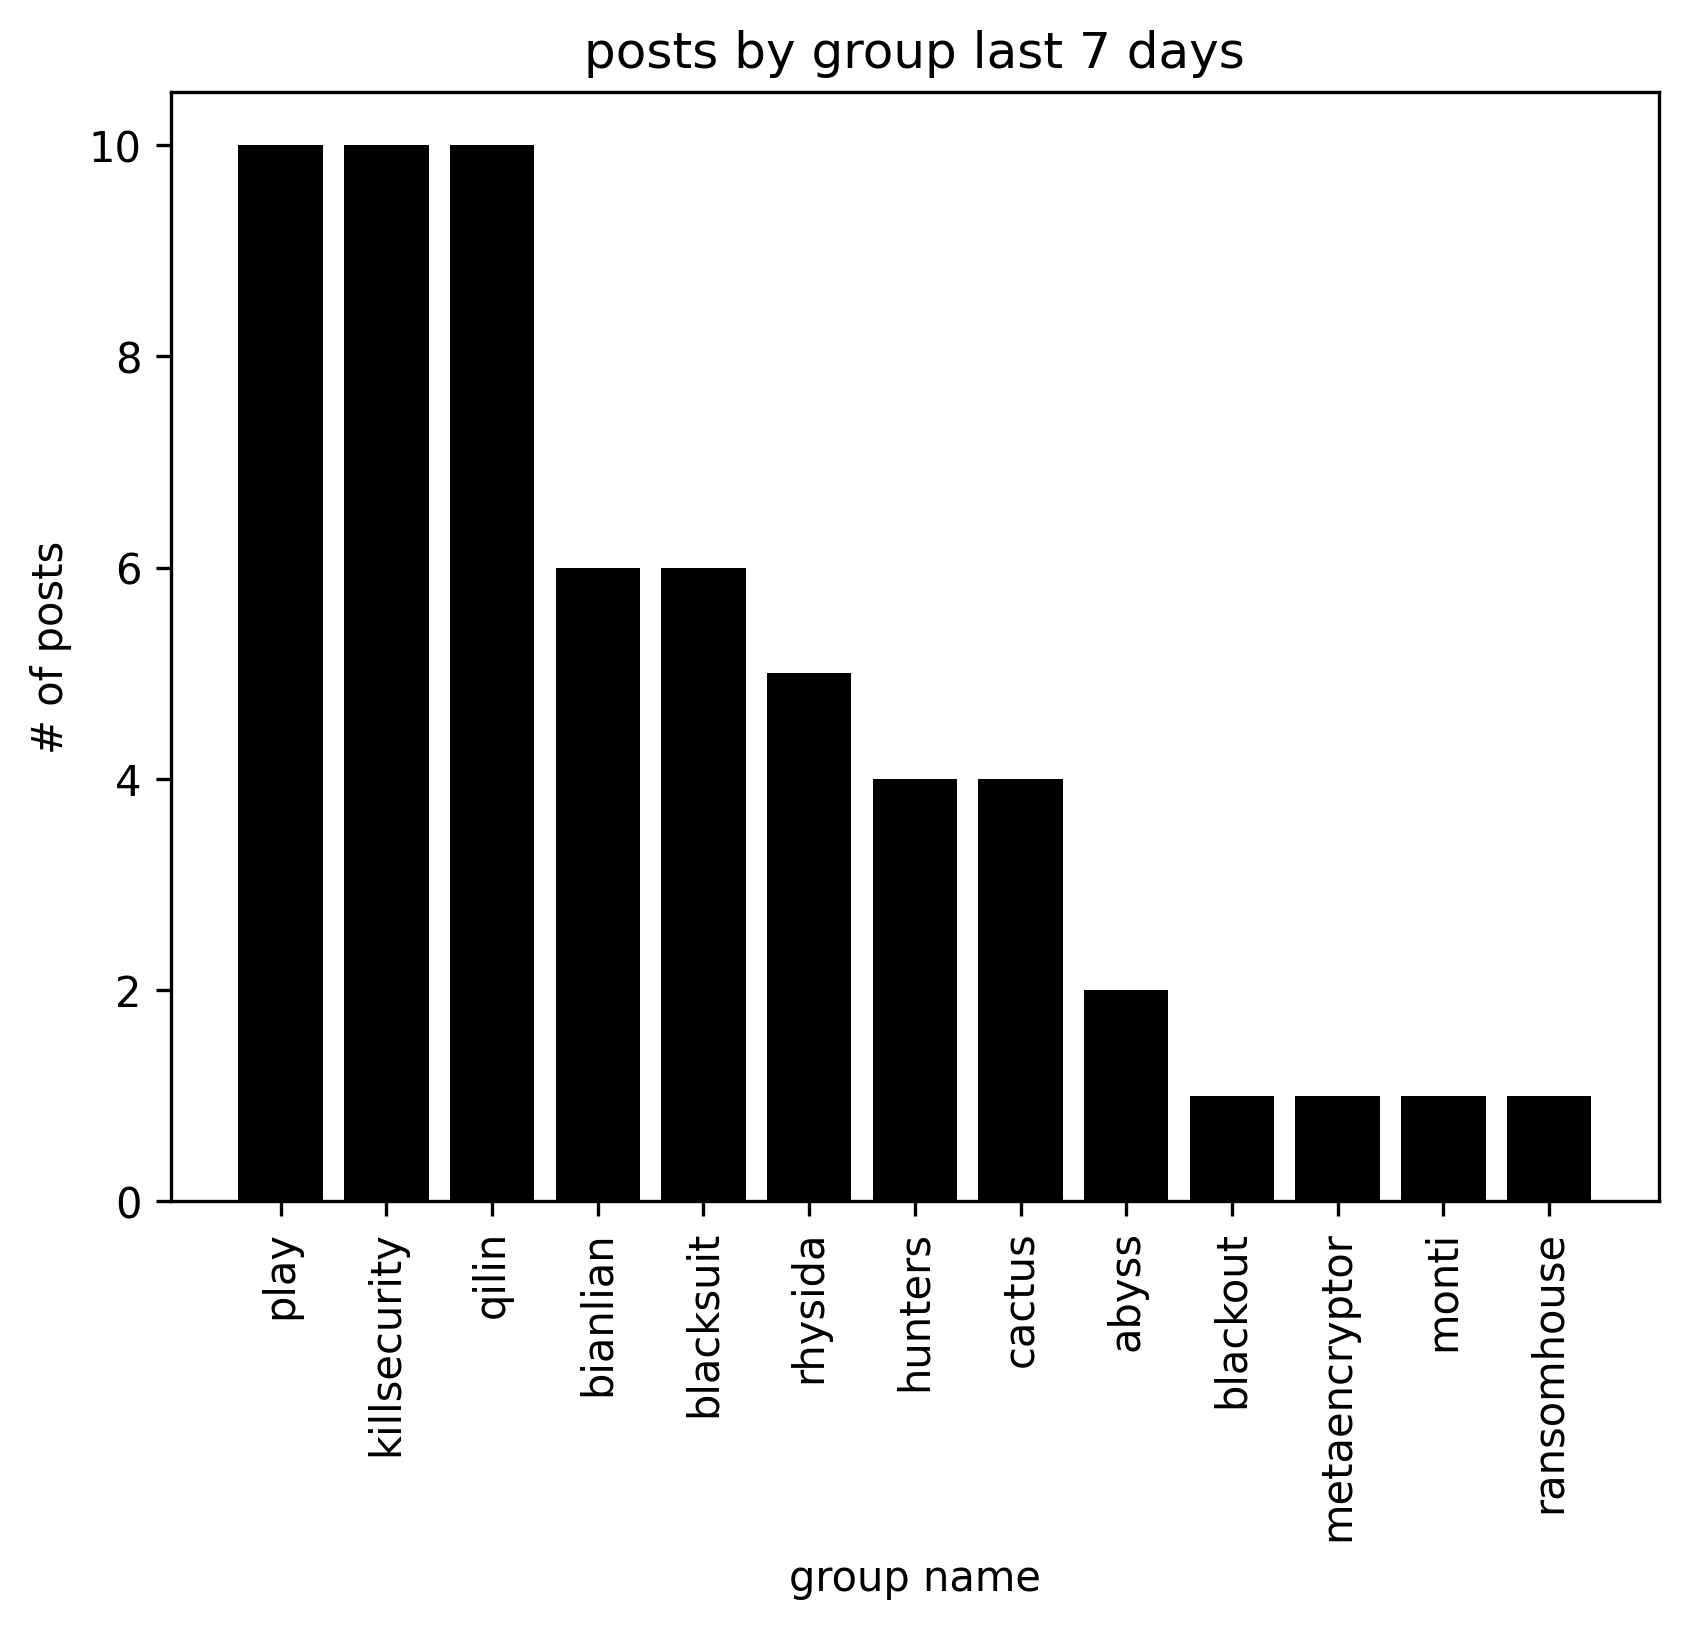 posts by group last 7 days
# of posts
10
8
6
4
2
0
play
killsecurity
qilin
bianlian
blacksuit
rhysida
hunters
cactus
abyss
blackout
metaencryptor
monti
ransomhouse
group name